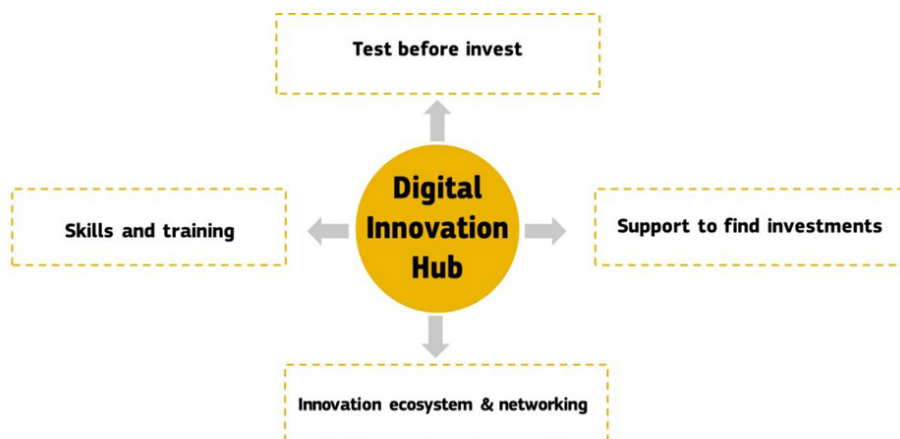 Test before invest
Skills and training
Digital
Innovation
Hub
Support to find investments
Innovation ecosystem & networking